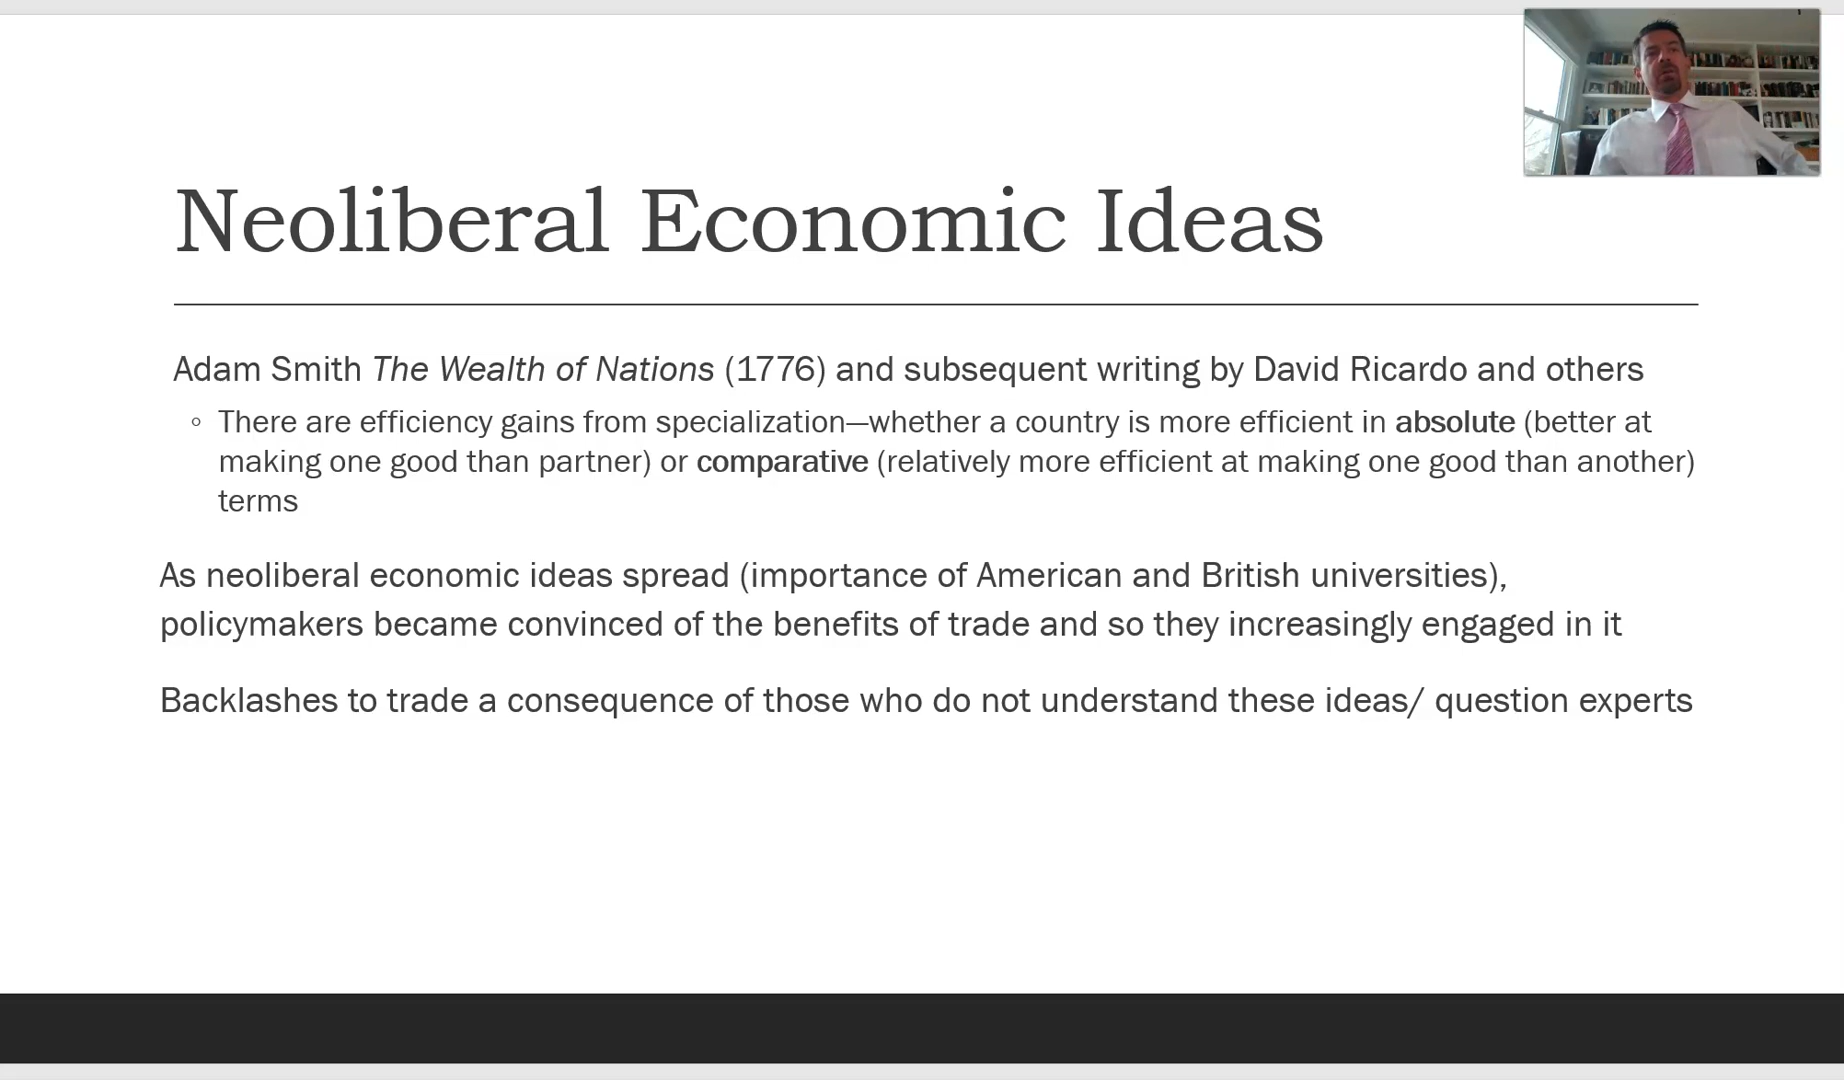 Neoliberal Economic Ideas
Adam Smith The Wealth of Nations (1776) and subsequent writing by David Ricardo and others
◦ There are efficiency gains from specialization—whether a country is more efficient in absolute (better at
making one good than partner) or comparative (relatively more efficient at making one good than another)
terms
As neoliberal economic ideas spread (importance of American and British universities),
policymakers became convinced of the benefits of trade and so they increasingly engaged in it
Backlashes to trade a consequence of those who do not understand these ideas/ question experts